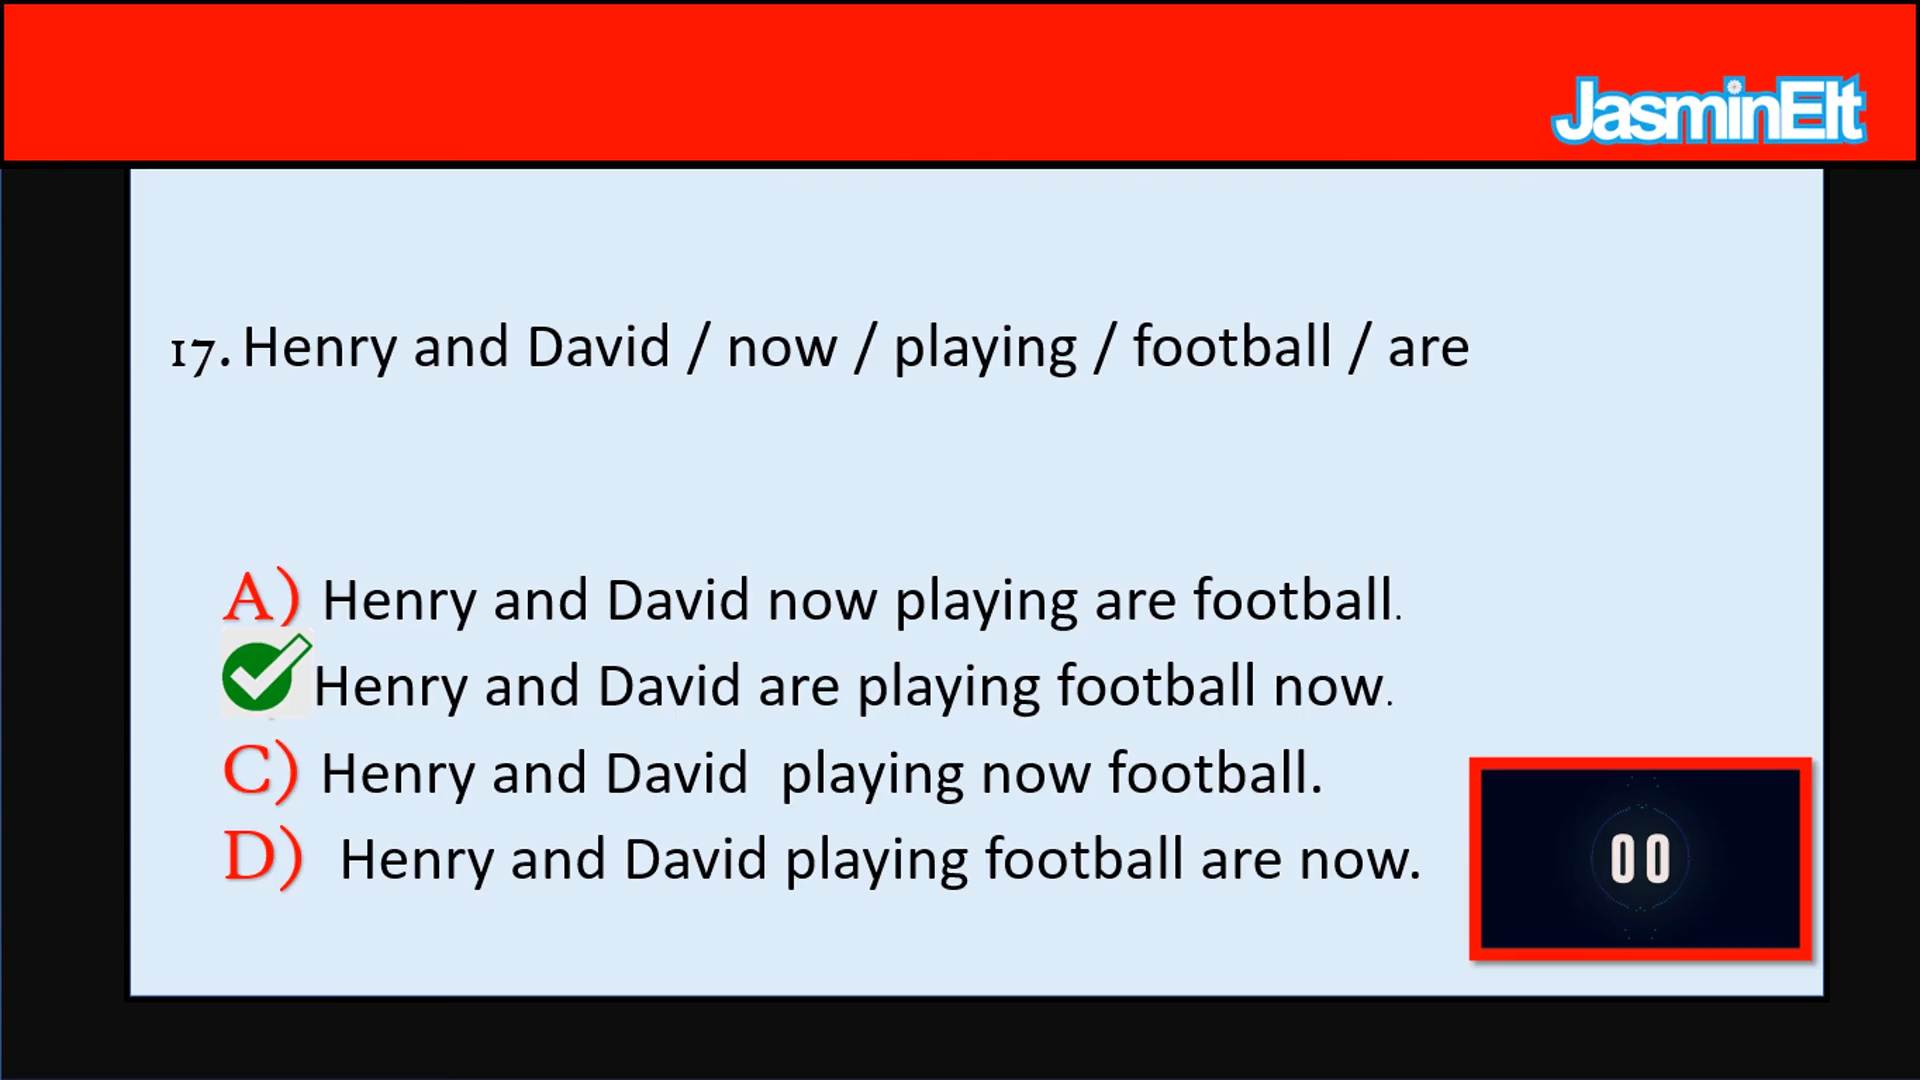 JasminElt
17. Henry and David / now / playing / football / are
A) Henry and David now playing are football.
Henry and David are playing football now.
C) Henry and David playing now football.
D) Henry and David playing football are now.
00